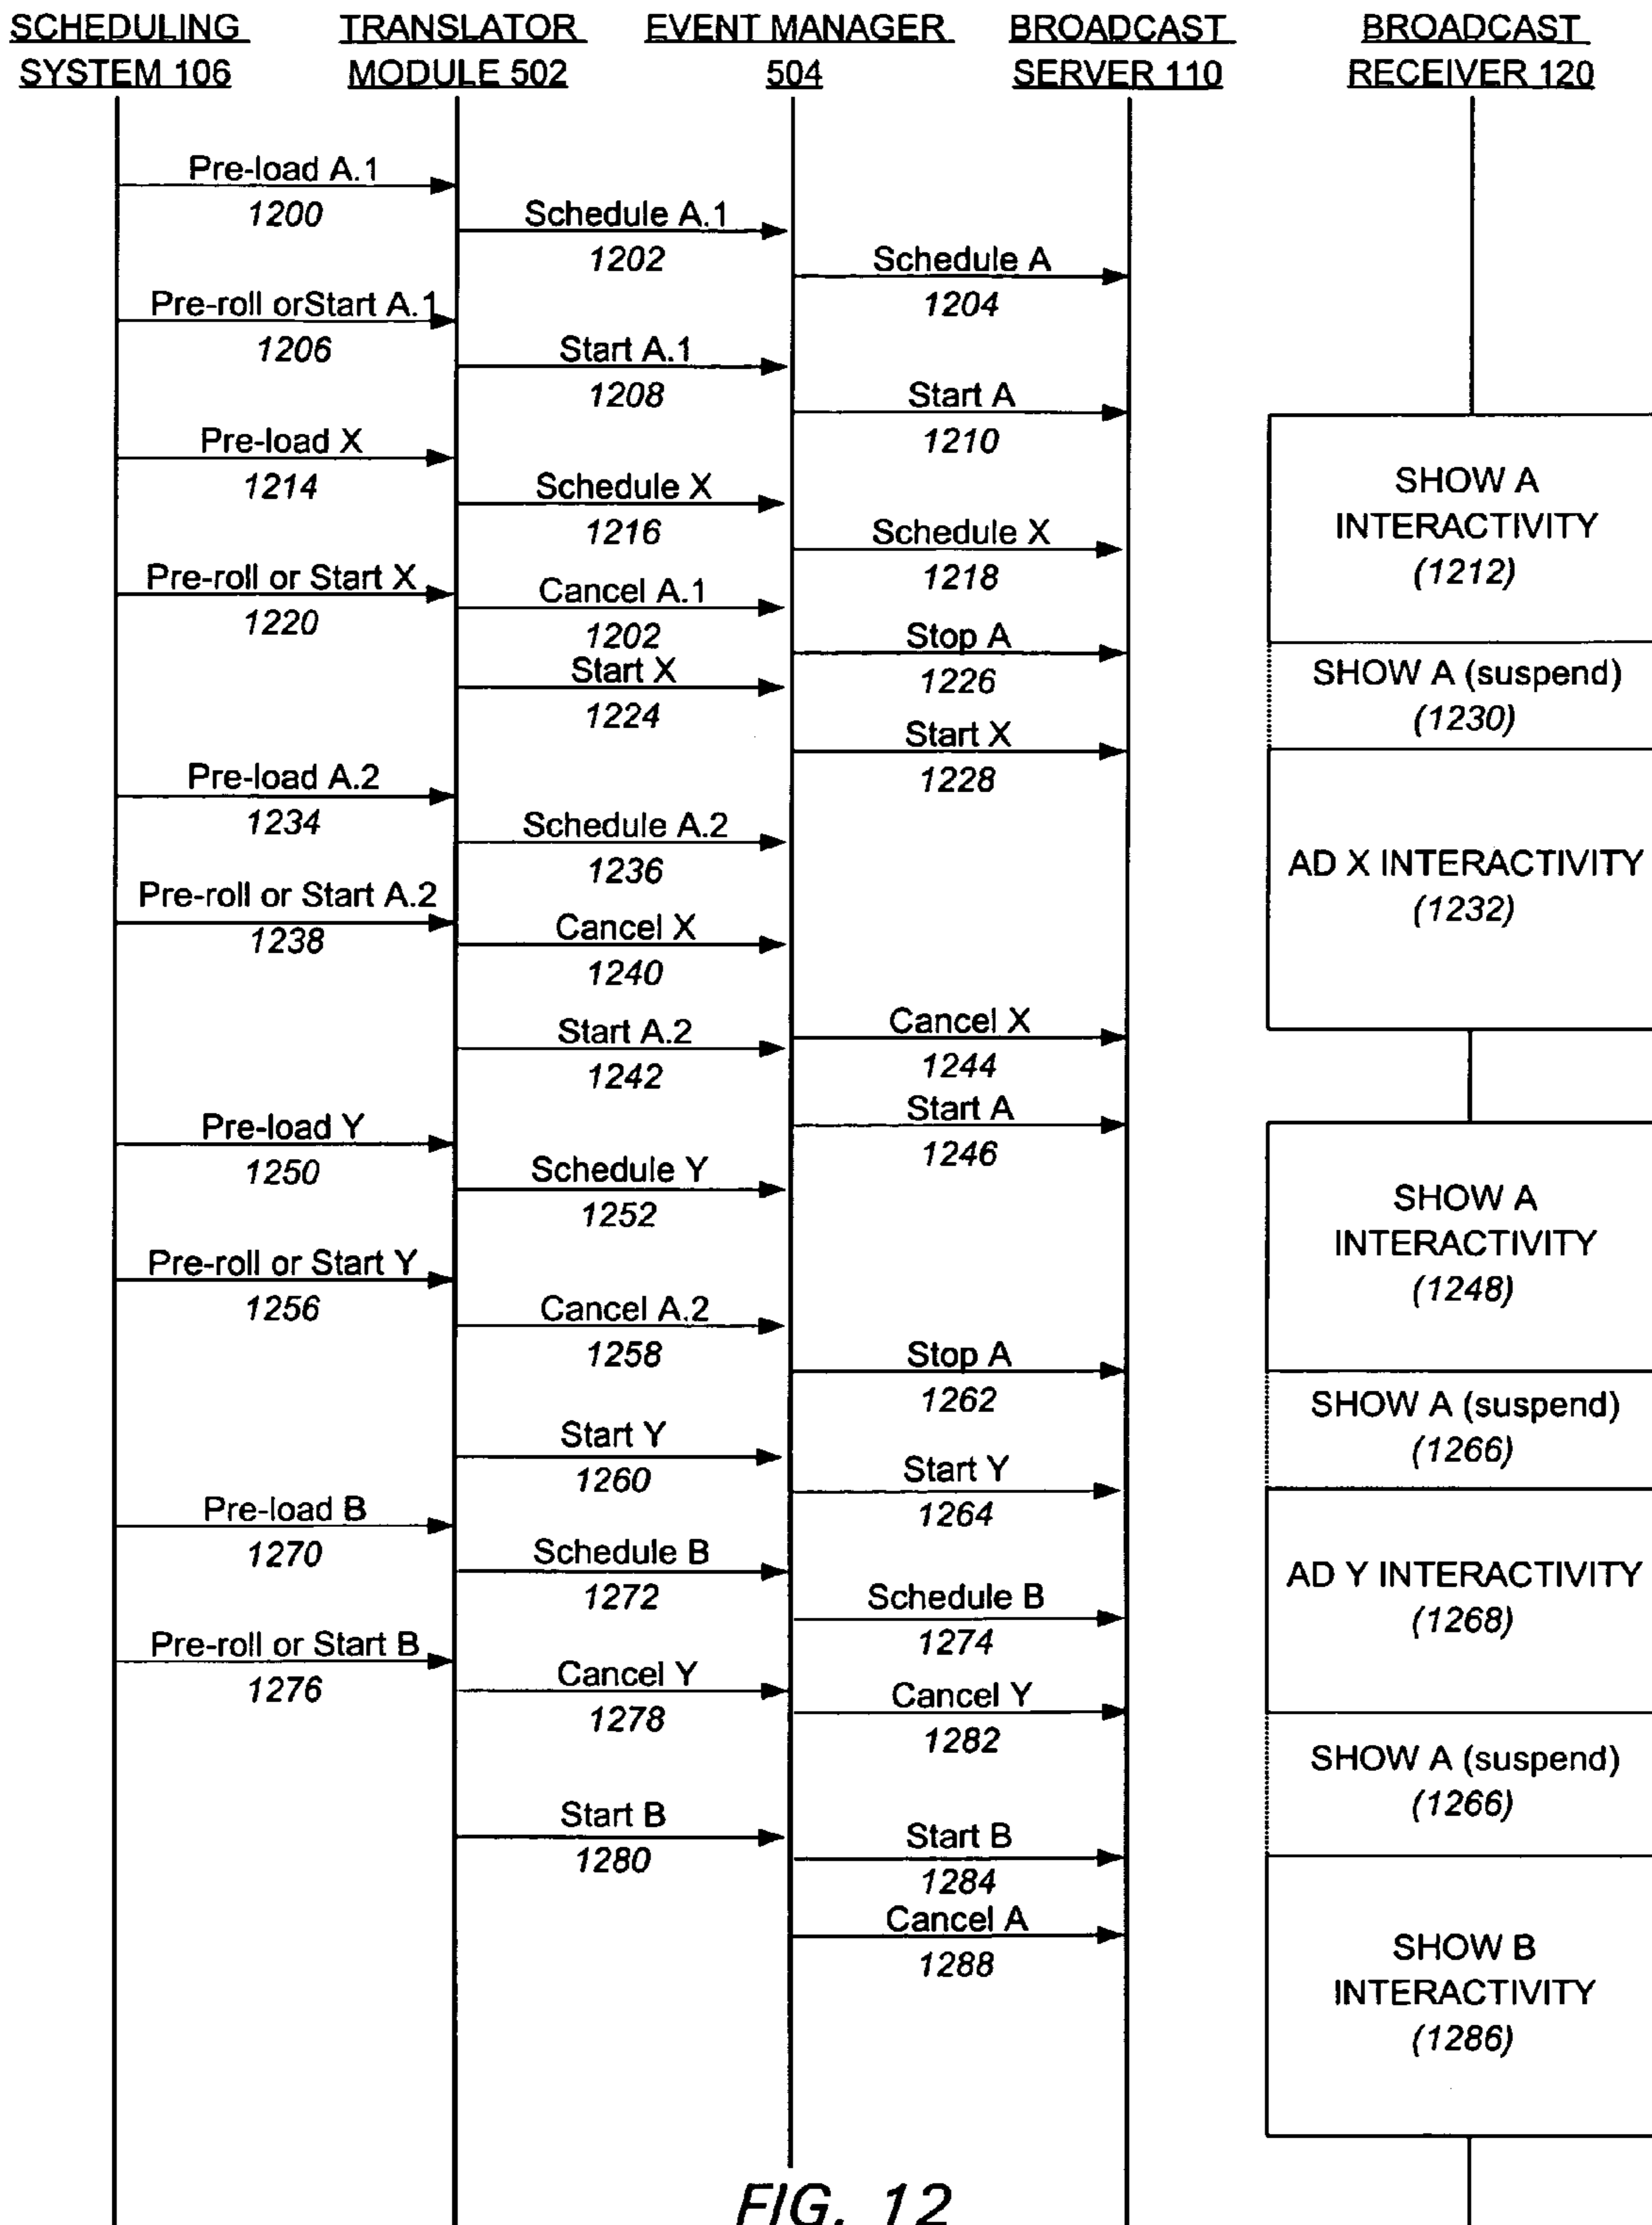 SCHEDULING
SYSTEM 106
TRANSLATOR
MODULE 502
EVENT MANAGER
504
BROADCAST
SERVER 110
BROADCAST
RECEIVER 120
Pre-load A.1
1200
Schedule A.1
1202
Schedule A
1204
Pre-roll orStart A.1
1206
Start A.1
1208
Start A
1210
Pre-load X
1214
SHOW A
INTERACTIVITY
(1212)
Schedule X
1216
Schedule X
1218
Pre-roll or Start X
1220
Cancel A.1
1202
Stop A
1226
Start X
1224
SHOW A (suspend)
(1230)
Start X
1228
Pre-load A.2
1234
Schedule A.2
1236
AD X INTERACTIVITY
(1232)
Pre-roll or Start A.2
1238
Cancel X
1240
Cancel X
1244
Start A.2
1242
Start A
1246
Pre-load Y
1250
Schedule Y
1252
SHOW A
INTERACTIVITY
(1248)
Pre-roll or Start Y
1256
Cancel A.2
1258
Stop A
1262
SHOW A (suspend)
(1266)
Start Y
1260
Start Y
1264
Pre-load B
1270
Schedule B
1272
AD Y INTERACTIVITY
(1268)
Schedule B
1274
Pre-roll or Start B
1276
Cancel Y
1278
Cancel Y
1282
SHOW A (suspend)
(1266)
Start B
1280
Start B
1284
Cancel A
1288
SHOW B
INTERACTIVITY
(1286)
FIG. 12